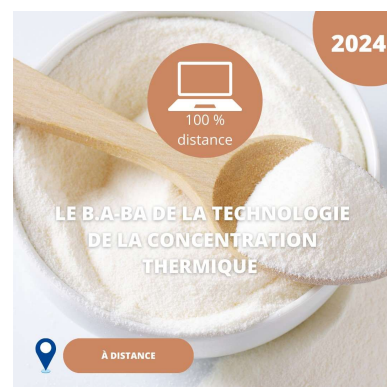 2024
100 %
distance
LE B.A-BA DE LA TECHNOLOGIE
DE LA CONCENTRATION
THERMIQUE
À DISTANCE